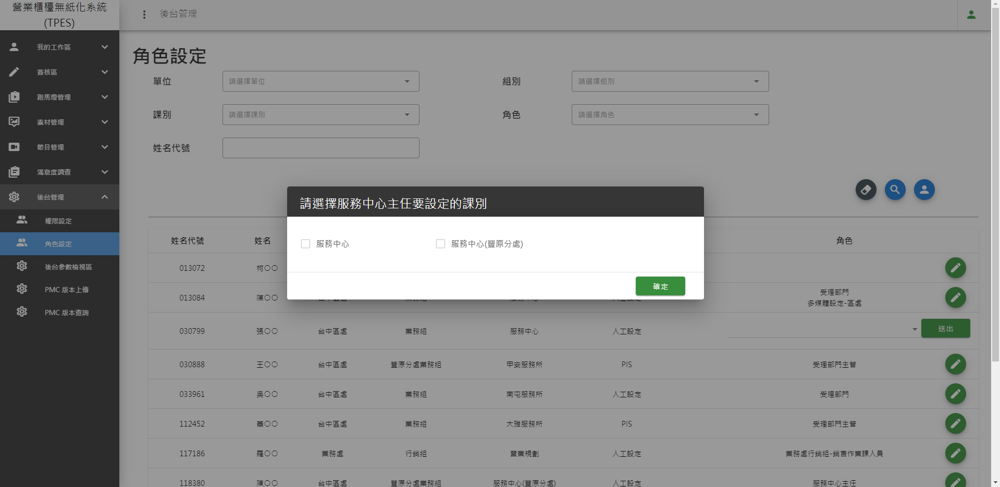 營業櫃檯無紙化系統
(TPES)
後台管理
我的工作區
簽核區
跑馬燈管理
素材管理
節目管理
滿意度調查
後台管理
權限設定
角色設定
後台參數檢視區
PMC 版本上傳
PMC 版本查詢
角色設定
單位 請選擇單位 組別 請選擇組別
課別 請選擇課別 角色 請選擇角色
姓名代號
請選擇服務中心主任要設定的課別
服務中心 服務中心(豐原分處)
確定
姓名代號 姓名 角色
013072 柯〇〇
013084 陳〇〇 台中區處 業務組 服務中心 人工設定 受理部門
多媒體設定-區處
030799 張〇〇 台中區處 業務組 服務中心 人工設定 送出
030888 王〇〇 台中區處 豐原分處業務組 甲安服務所 PIS 受理部門主管
033961 吳〇〇 台中區處 業務組 南屯服務所 人工設定 受理部門
112452 蕭〇〇 台中區處 業務組 大雅服務所 PIS 受理部門主管
117186 羅〇〇 業務處 行銷組 營業規劃 人工設定 業務處行銷組-銷售作業課人員
118380 陳〇〇 台中區處 豐原分處業務組 服務中心(豐原分處) 人工設定 服務中心主任